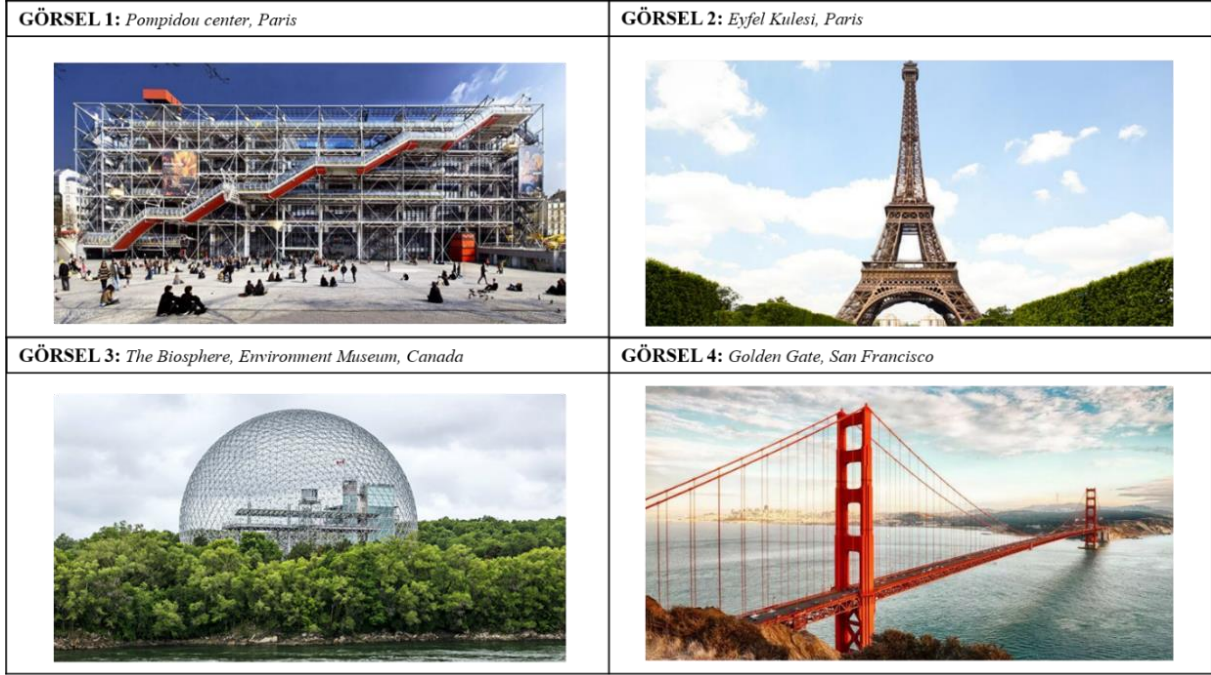 GÖRSEL 1: Pompidou center, Paris
GÖRSEL 2: Eyfel Kulesi, Paris
GÖRSEL 3: The Biosphere, Environment Museum, Canada
GÖRSEL 4: Golden Gate, San Francisco